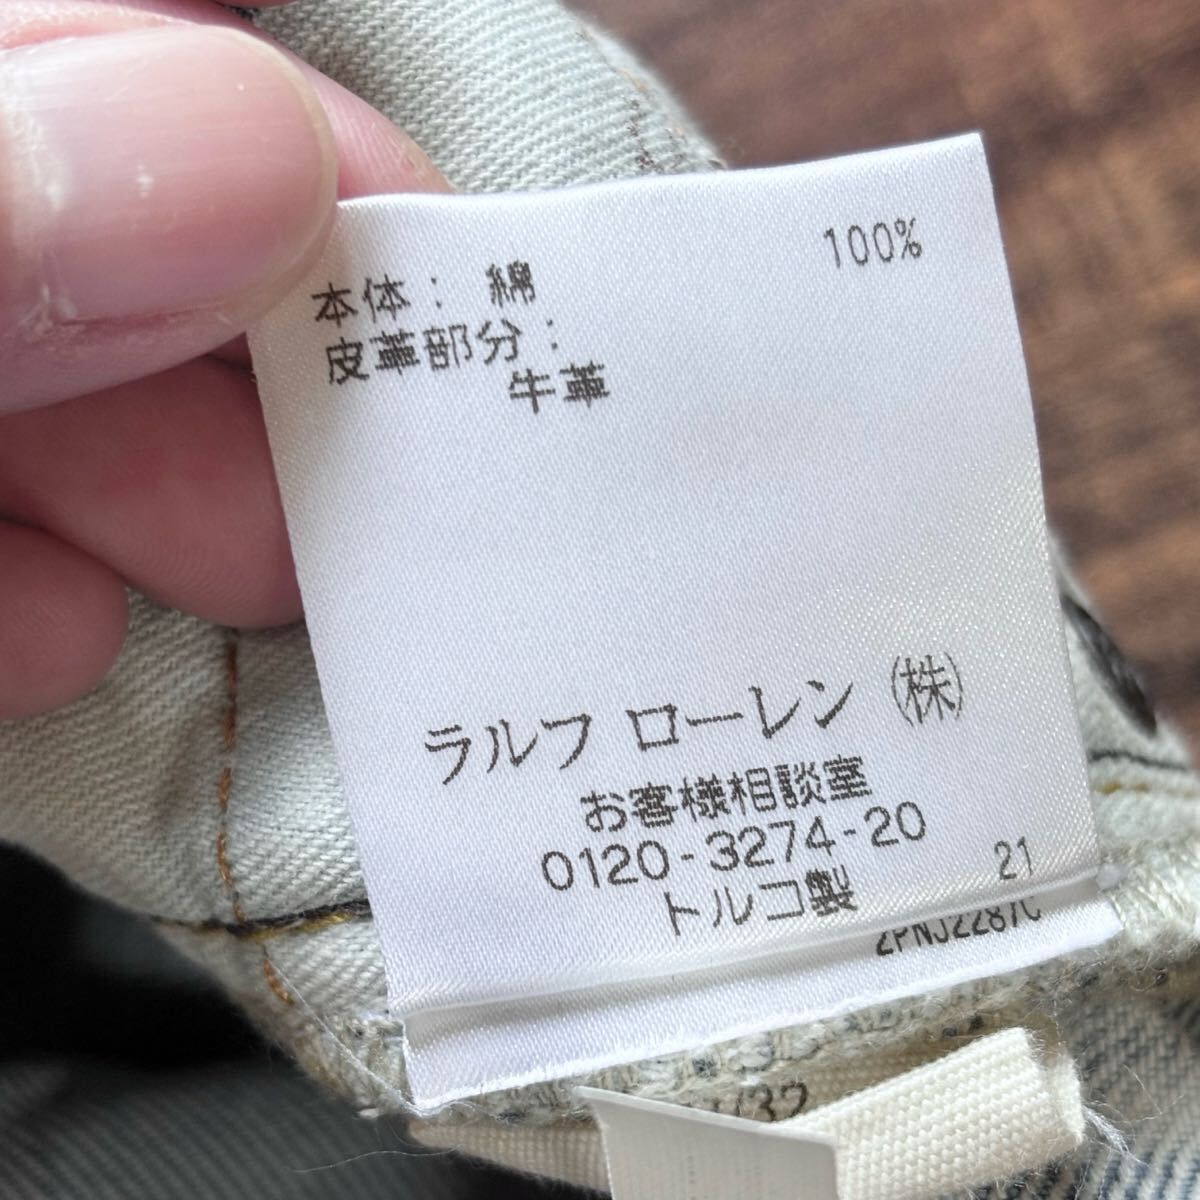 本体: 綿 100%
皮革部分:
牛革
ラルフ ローレン (株)
お客様相談室
0120-3274-20
トルコ製 21